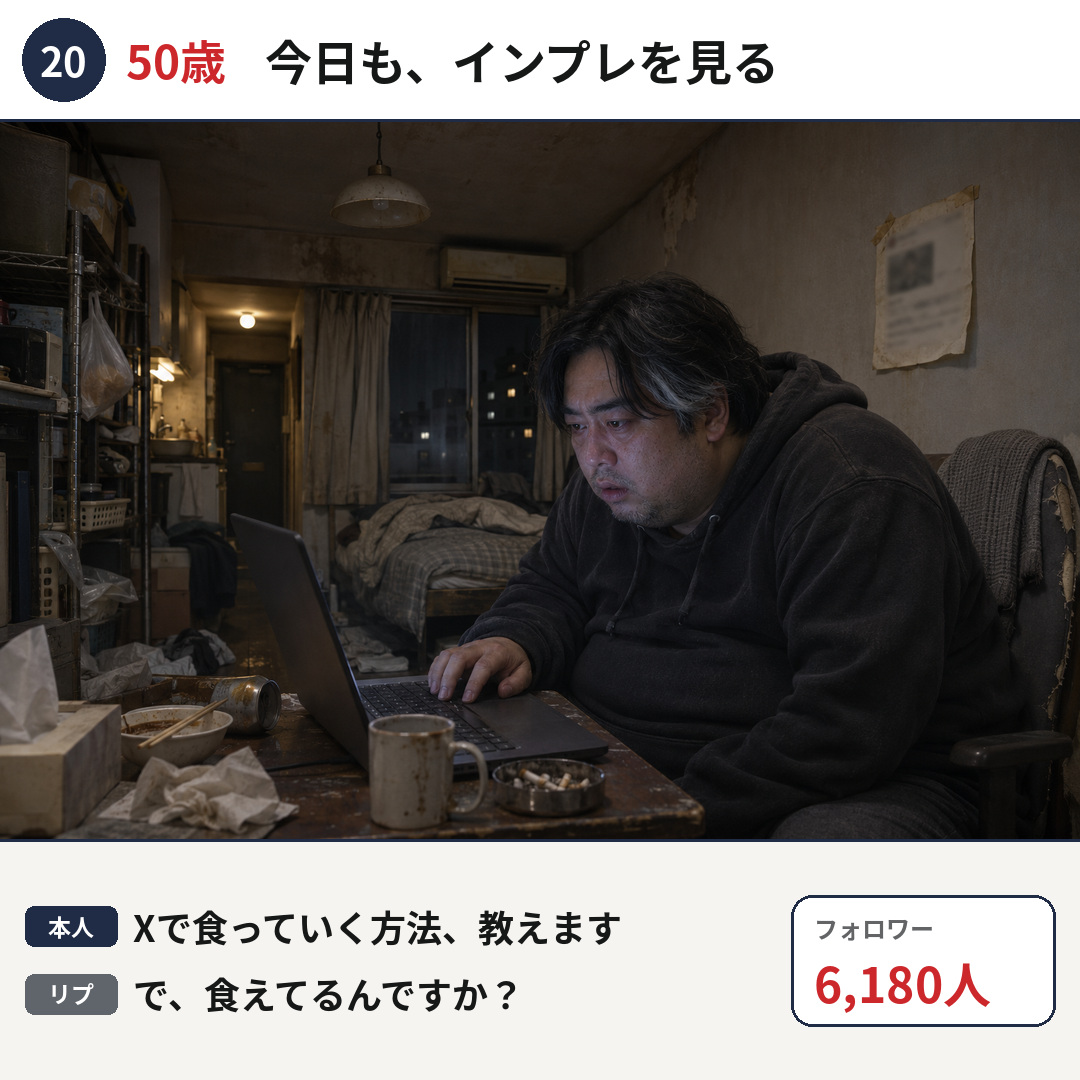 20 50歳 今日も、インプレを見る
本人 Xで食っていく方法、教えます
リプ で、食えてるんですか？
フォロワー
6,180人